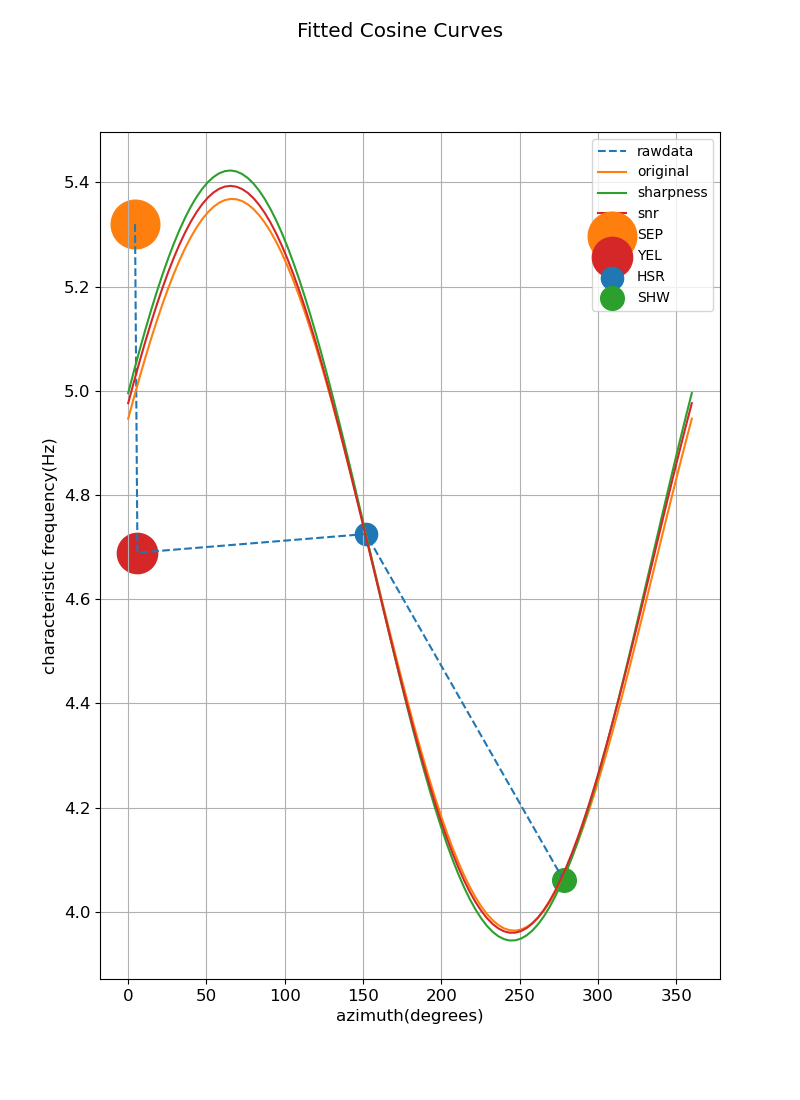 Fitted Cosine Curves
rawdata
original
sharpness
snr
SEP
YEL
HSR
SHW
characteristic frequency(Hz)
5.4
5.2
5.0
4.8
4.6
4.4
4.2
4.0
0 50 100 150 200 250 300 350
azimuth(degrees)